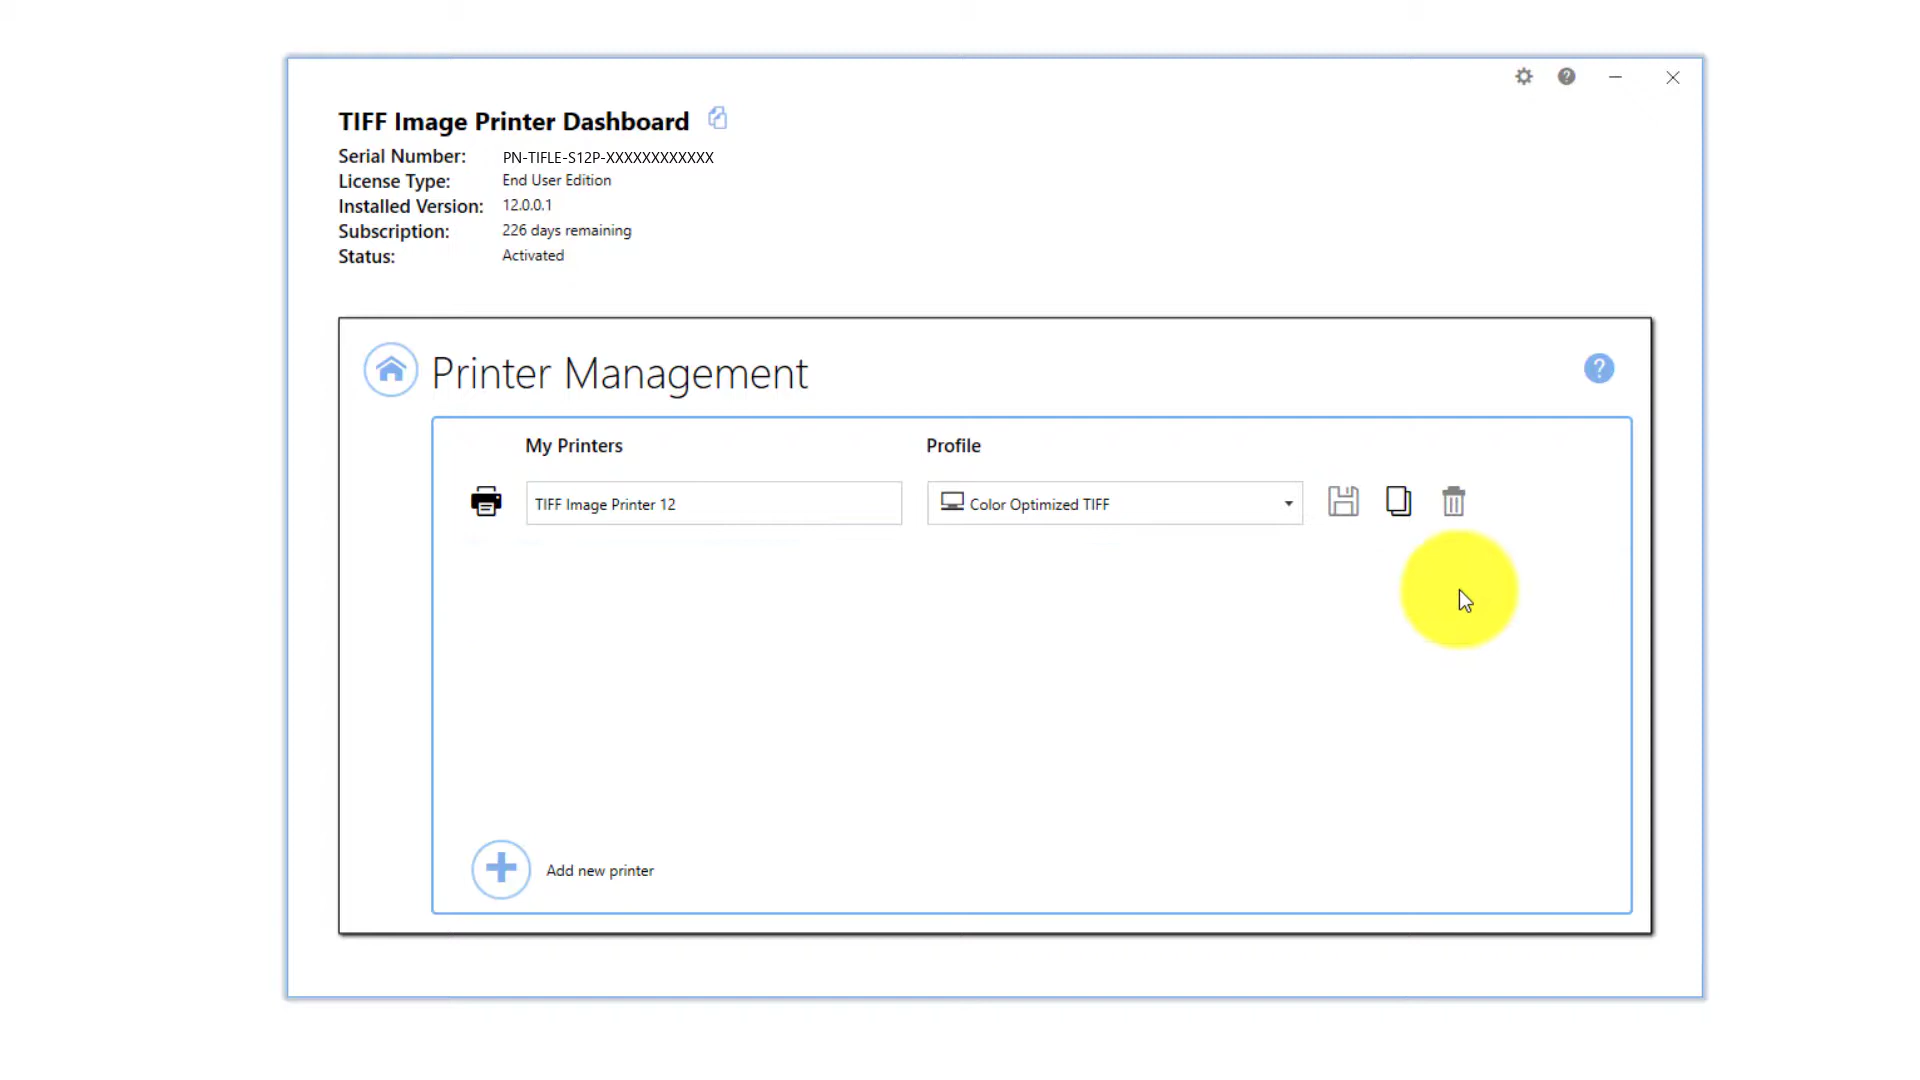 TIFF Image Printer Dashboard
Serial Number: PN-TIFLE-S12P-XXXXXXXXXXXX
License Type: End User Edition
Installed Version: 12.0.0.1
Subscription: 226 days remaining
Status: Activated
Printer Management
My Printers Profile
TIFF Image Printer 12 Color Optimized TIFF
Add new printer